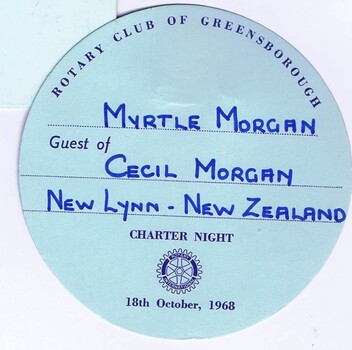 ROTARY CLUB OF GREENSBOROUGH
MYRTLE MORGAN
Guest of
CECIL MORGAN
NEW LYNN - NEW ZEALAND
CHARTER NIGHT
18th October, 1968